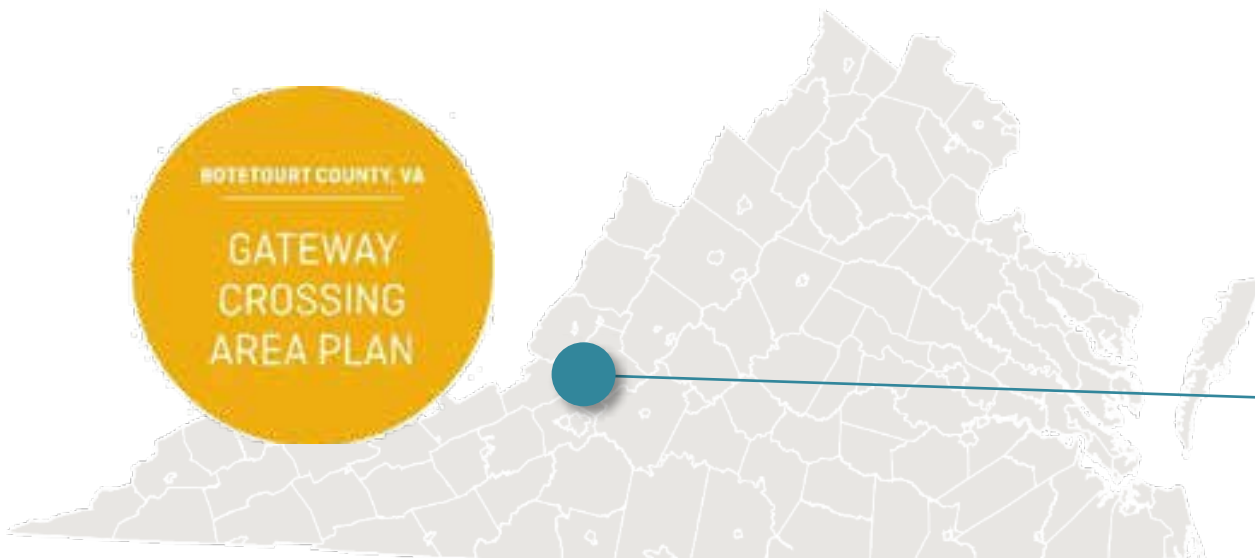 BOTETOURT COUNTY, VA
GATEWAY
CROSSING
AREA PLAN